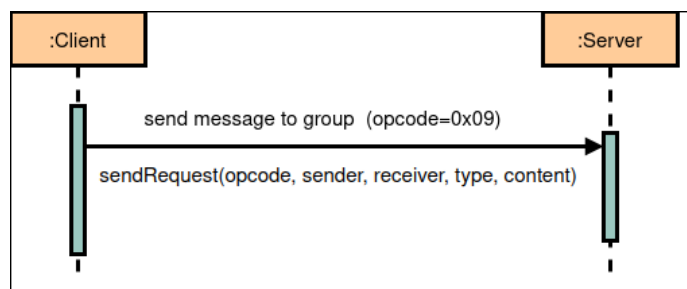 :Client
:Server
send message to group (opcode=0x09)
sendRequest(opcode, sender, receiver, type, content)